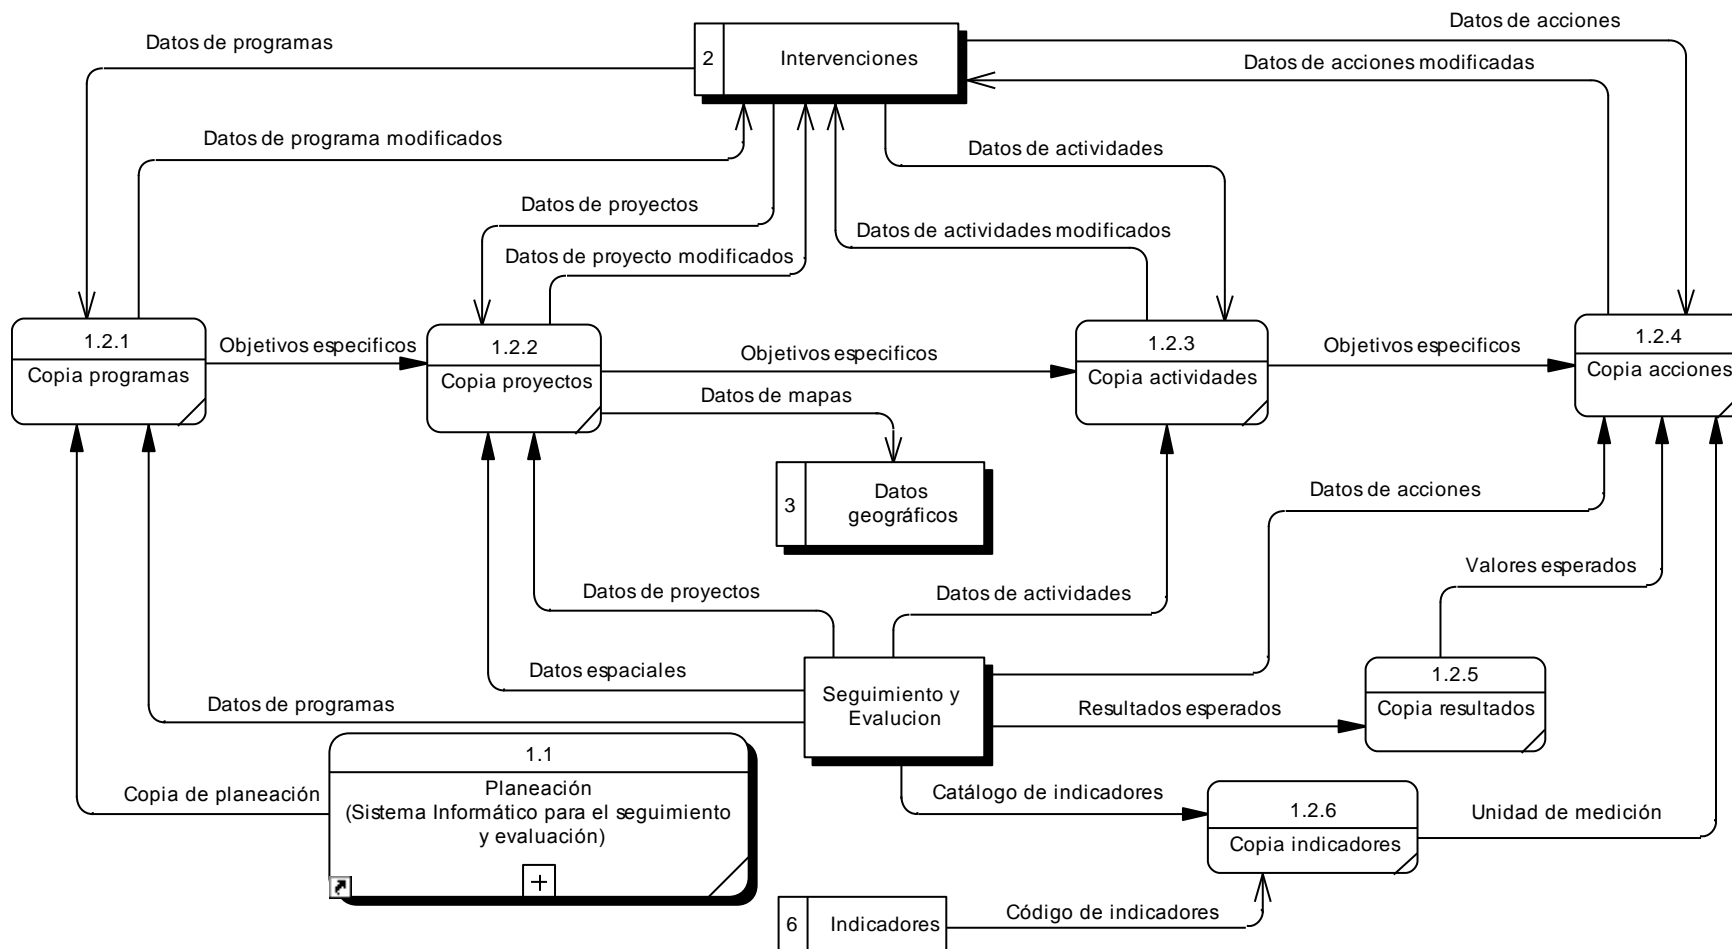 Datos de acciones
Datos de programas
2
Intervenciones
Datos de acciones modificadas
Datos de programa modificados
Datos de actividades
Datos de proyectos
Datos de actividades modificados
Datos de proyecto modificados
1.2.1
Copia programas
Objetivos especificos
1.2.2
Copia proyectos
Objetivos especificos
1.2.3
Copia actividades
Objetivos especificos
1.2.4
Copia acciones
Datos de mapas
3
Datos
geográficos
Datos de acciones
Valores esperados
Datos de proyectos
Datos de actividades
Datos espaciales
Seguimiento y
Evalucion
1.2.5
Copia resultados
Datos de programas
Resultados esperados
1.1
Planeación
(Sistema Informático para el seguimiento
y evaluación)
Copia de planeación
Catálogo de indicadores
1.2.6
Copia indicadores
Unidad de medición
6
Indicadores
Código de indicadores